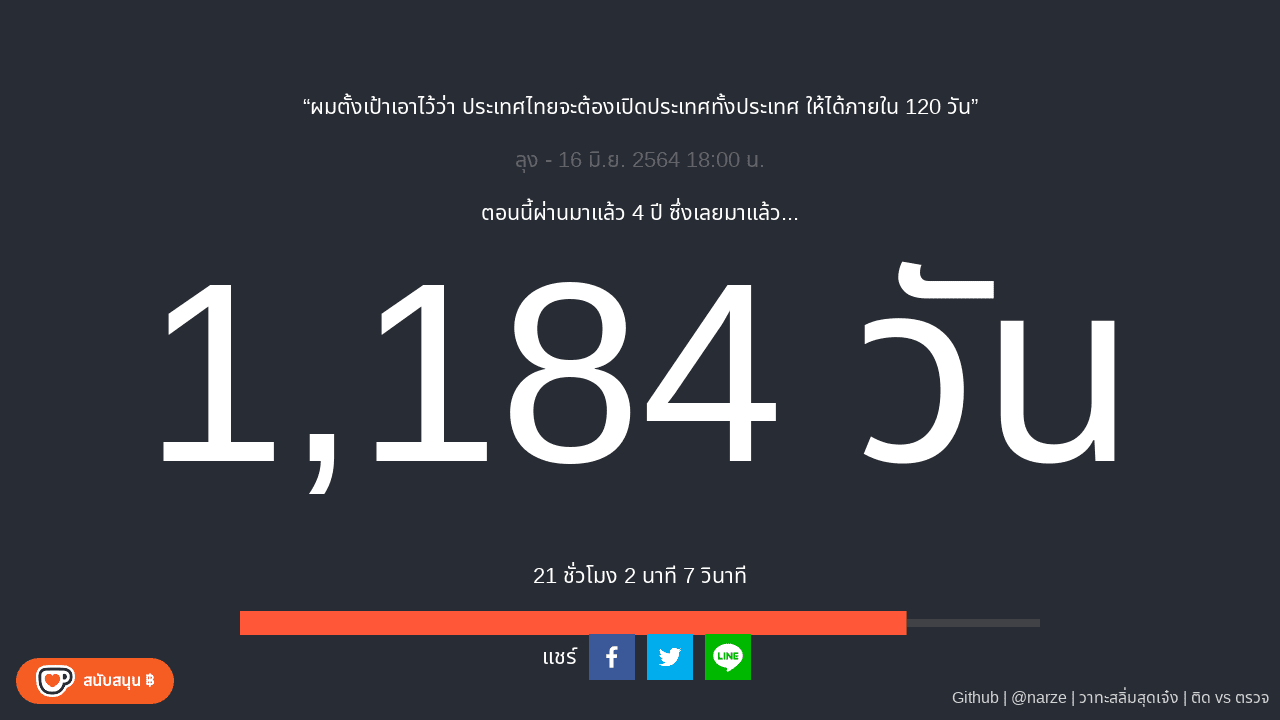 “ผมตั้งเป้าเอาไว้ว่า ประเทศไทยจะต้องเปิดประเทศทั้งประเทศ ให้ได้ภายใน 120 วัน”
ลุง - 16 มิ.ย. 2564 18:00 น.
ตอนนี้ผ่านมาแล้ว 4 ปี ซึ่งเลยมาแล้ว...
1,184 วัน
21 ชั่วโมง 2 นาที 7 วินาที
แชร์
LINE
สนับสนุน ฿
Github | @narze | วาทะสลิ่มสุดเจ๋ง | ติด vs ตรวจ